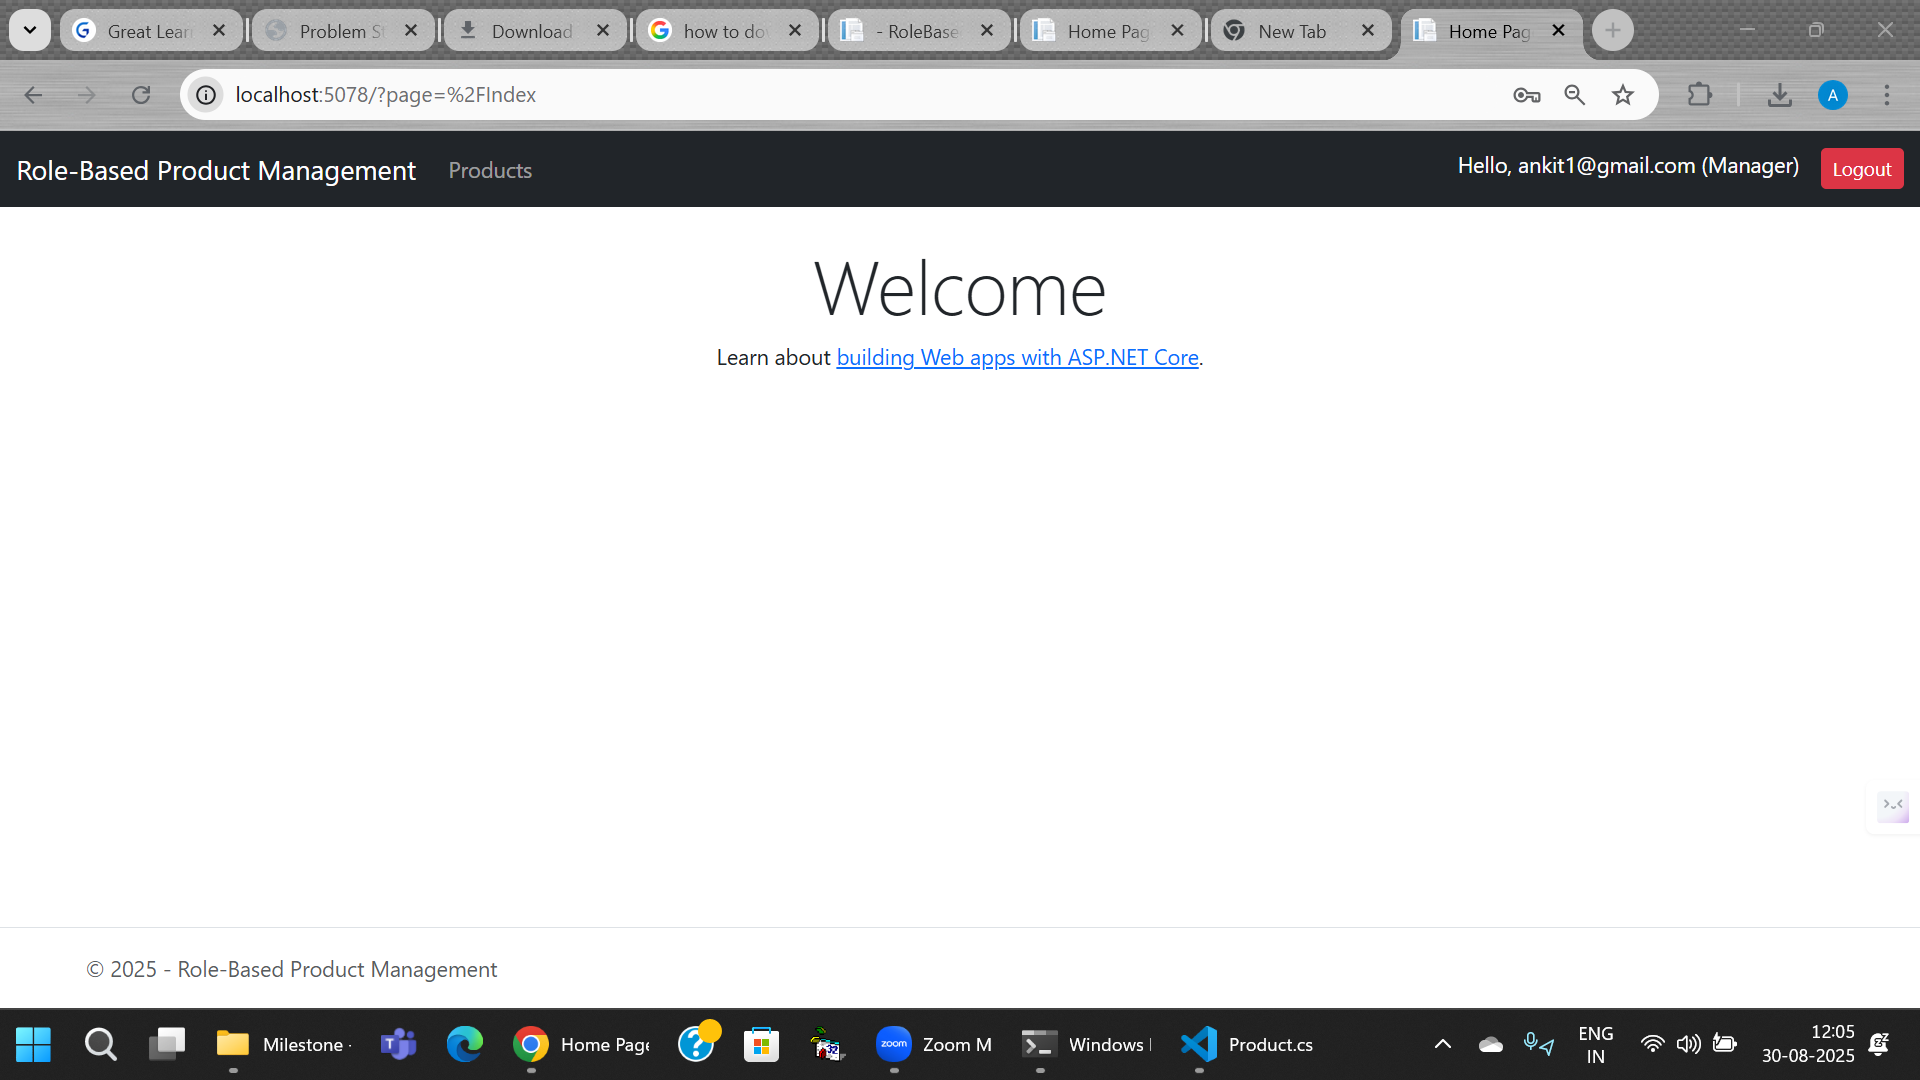 Great Lear
Problem St
Download
how to do
- RoleBase
Home Pag
New Tab
Home Pag
localhost:5078/?page=%2FIndex
A
Role-Based Product Management
Products
Hello, ankit1@gmail.com (Manager)
Logout
Welcome
Learn about building Web apps with ASP.NET Core.
© 2025 - Role-Based Product Management
Milestone
Home Page
zoom
Zoom M
Windows
Product.cs
ENG
IN
12:05
30-08-2025